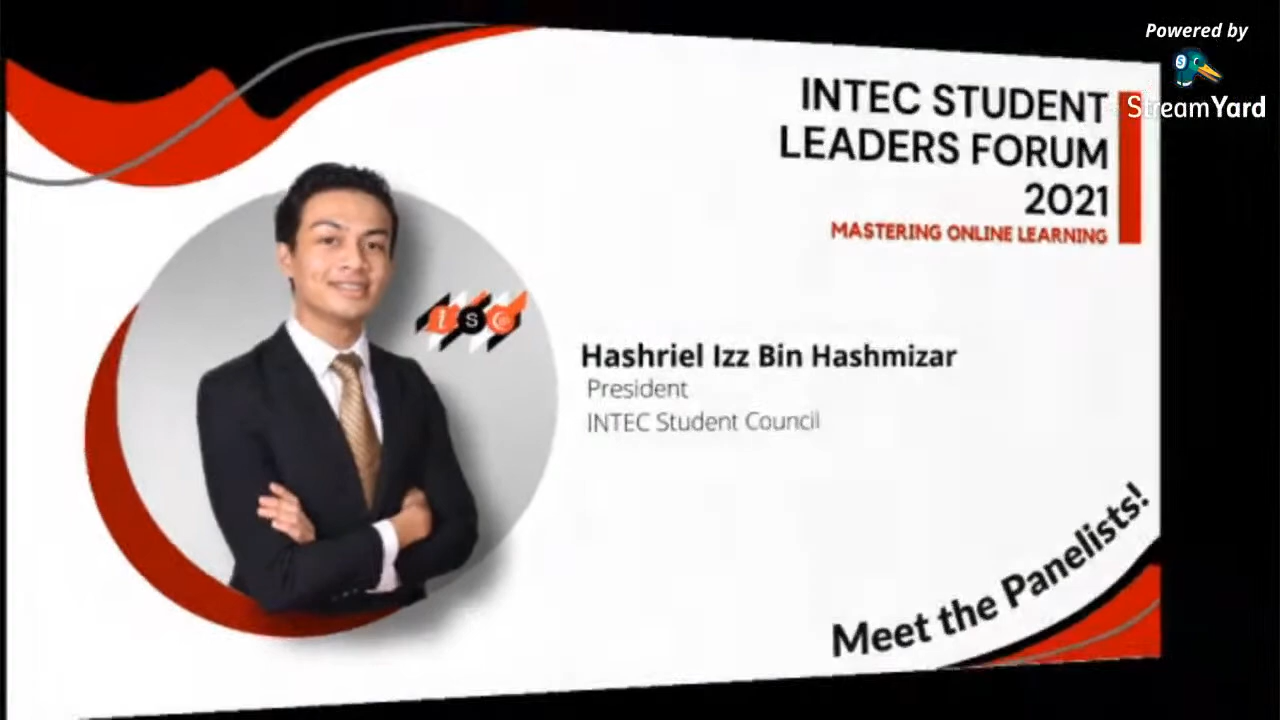 Powered by
StreamYard
INTEC STUDENT
LEADERS FORUM
2021
MASTERING ONLINE LEARNING
ISC
Hashriel Izz Bin Hashmizar
President
INTEC Student Council
Meet the Panelists!